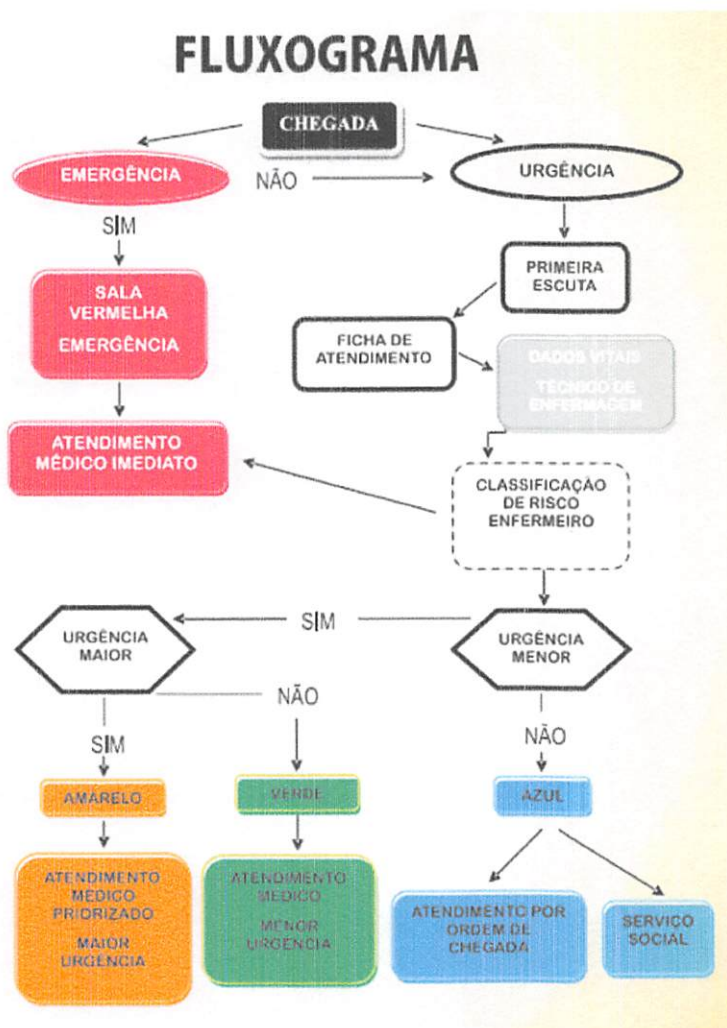 FLUXOGRAMA
CHEGADA
EMERGÊNCIA
NÃO
URGÊNCIA
SIM
PRIMEIRA
ESCUTA
SALA
VERMELHA
EMERGÊNCIA
FICHA DE
ATENDIMENTO
DADOS VITAIS
TÉCNICO DE
ENFERMAGEM
ATENDIMENTO
MÉDICO IMEDIATO
CLASSIFICAÇÃO
DE RISCO
ENFERMEIRO
URGÊNCIA
MAIOR
SIM
URGÊNCIA
MENOR
NÃO
SIM
NÃO
AMARELO
VERDE
AZUL
ATENDIMENTO
MÉDICO
PRIORIZADO
MAIOR
URGÊNCIA
ATENDIMENTO
MÉDICO
MENOR
URGÊNCIA
ATENDIMENTO POR
ORDEM DE
CHEGADA
SERVIÇO
SOCIAL